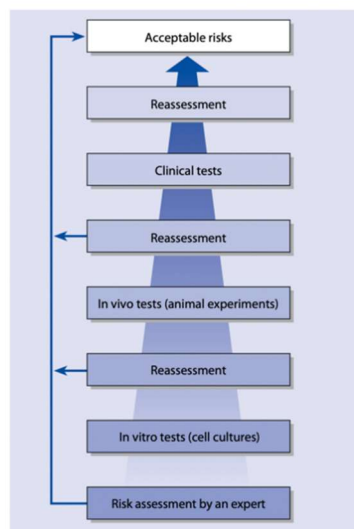 Acceptable risks
Reassessment
Clinical tests
Reassessment
In vivo tests (animal experiments)
Reassessment
In vitro tests (cell cultures)
Risk assessment by an expert